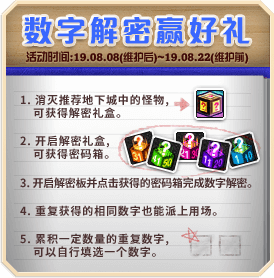 数字解密赢好礼
活动时间:19.08.08(维护后)~19.08.22(维护前)
1. 消灭推荐地下城中的怪物,
可获得解密礼盒。
2. 开启解密礼盒,
可获得密码箱。
3. 开启解密板并点击获得的密码箱完成数字解密。
4. 重复获得的相同数字也能派上用场。
5. 累积一定数量的重复数字,
可以自行填选一个数字。